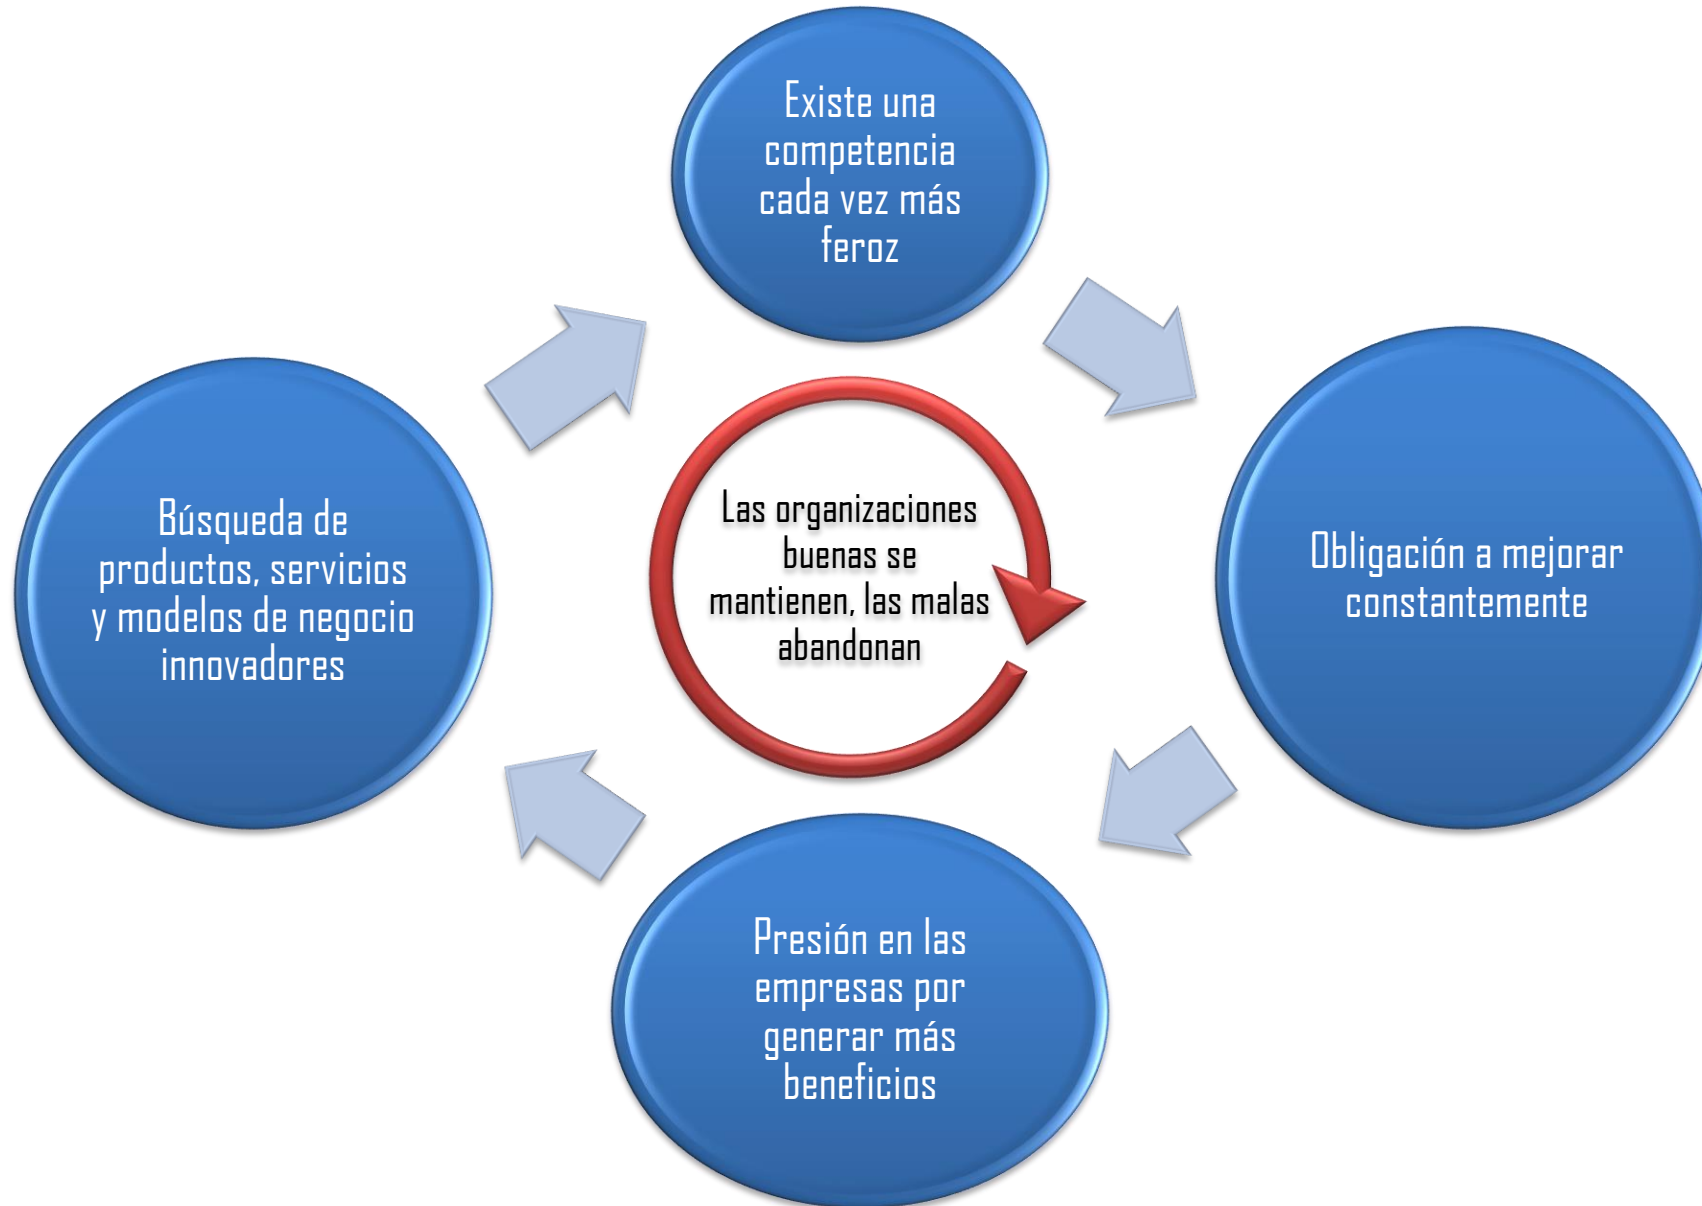 Existe una
competencia
cada vez más
feroz
Obligación a mejorar
constantemente
Presión en las
empresas por
generar más
beneficios
Búsqueda de
productos, servicios
y modelos de negocio
innovadores
Las organizaciones
buenas se
mantienen, las malas
abandonan